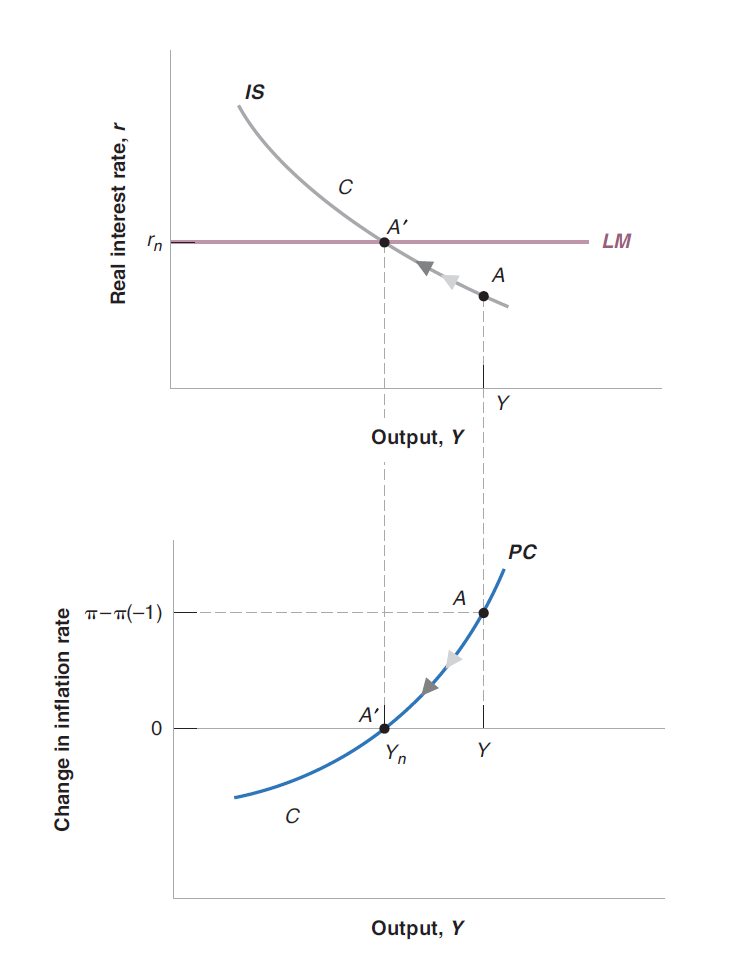 IS
Real interest rate, r
C
A′
rn
LM
A
Y
Output, Y
PC
A
π−π(−1)
Change in inflation rate
A′
0
Yn
Y
C
Output, Y